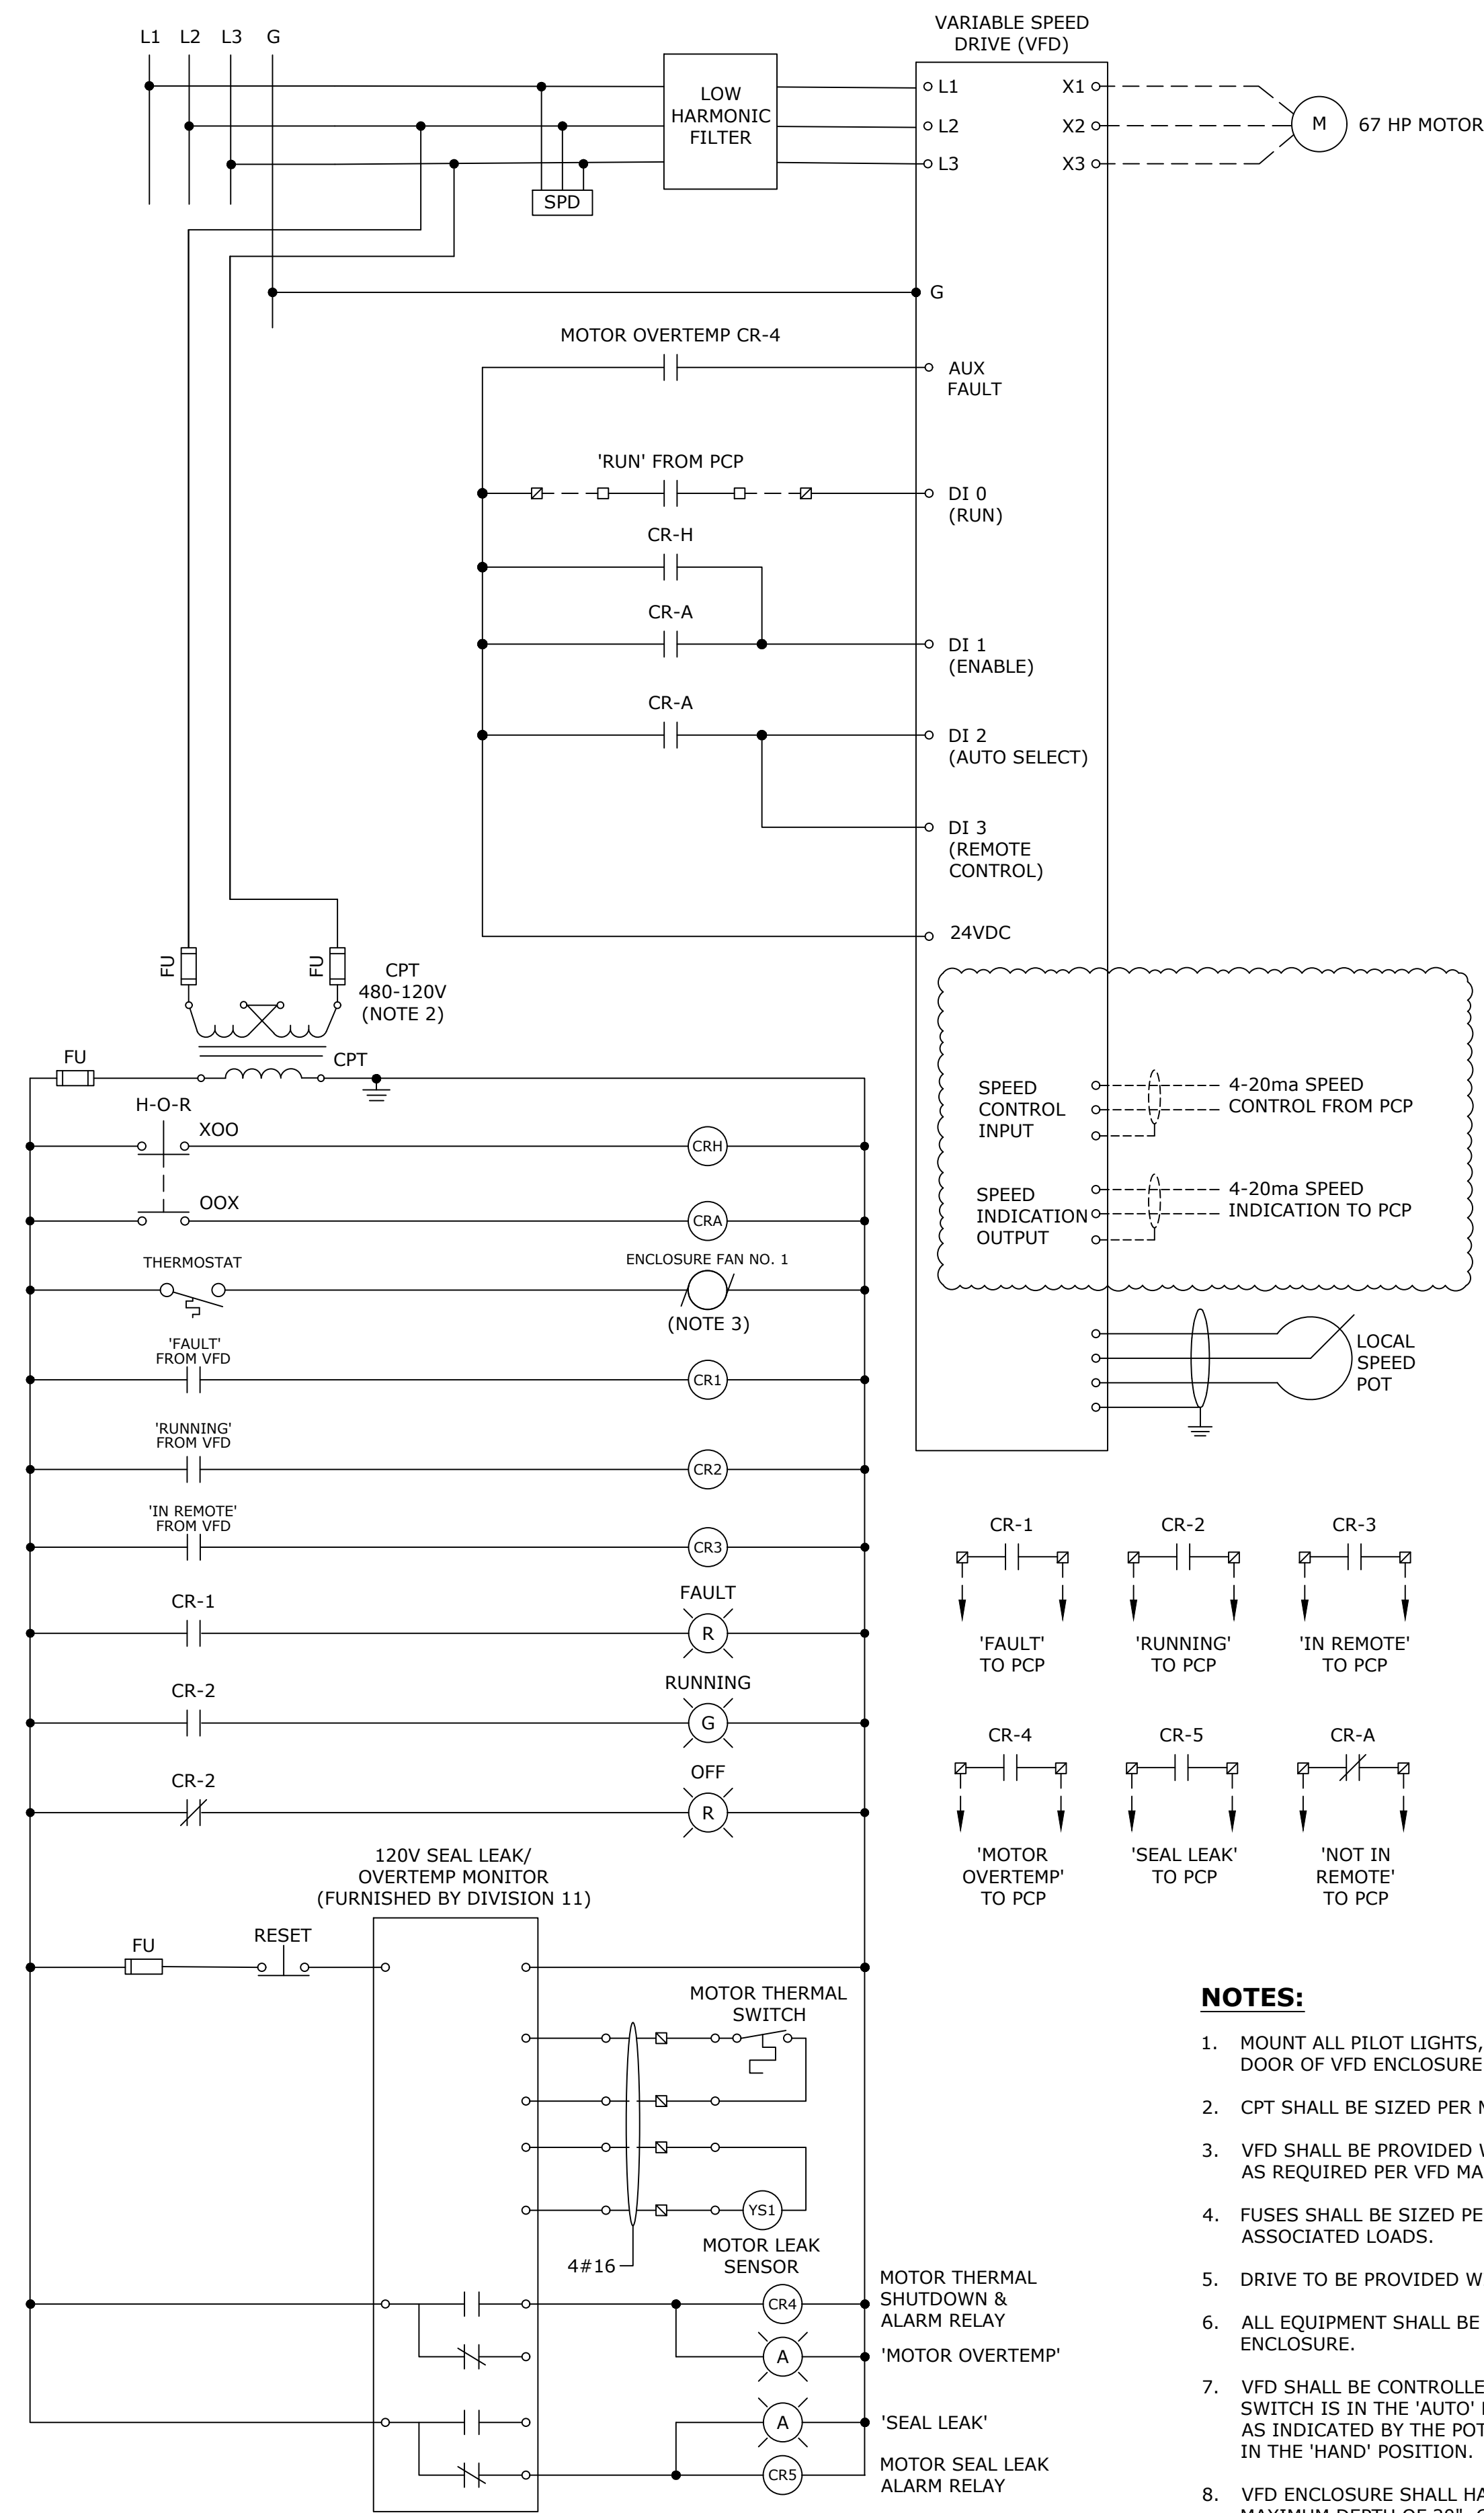 VARIABLE SPEED
DRIVE (VFD)
L1 L2 L3 G
LOW
HARMONIC
FILTER
L1
L2
L3
X1
X2
X3
M
67 HP MOTOR
SPD
G
MOTOR OVERTEMP CR-4
AUX
FAULT
'RUN' FROM PCP
DI 0
(RUN)
CR-H
CR-A
DI 1
(ENABLE)
CR-A
DI 2
(AUTO SELECT)
DI 3
(REMOTE
CONTROL)
24VDC
FU
FU
CPT
480-120V
(NOTE 2)
FU
CPT
H-O-R
XOO
CRH
OOX
CRA
THERMOSTAT
ENCLOSURE FAN NO. 1
(NOTE 3)
'FAULT'
FROM VFD
CR1
'RUNNING'
FROM VFD
CR2
'IN REMOTE'
FROM VFD
CR3
CR-1
FAULT
R
CR-2
RUNNING
G
CR-2
OFF
R
SPEED
CONTROL
INPUT
4-20ma SPEED
CONTROL FROM PCP
SPEED
INDICATION
OUTPUT
4-20ma SPEED
INDICATION TO PCP
LOCAL
SPEED
POT
CR-1
'FAULT'
TO PCP
CR-2
'RUNNING'
TO PCP
CR-3
'IN REMOTE'
TO PCP
CR-4
'MOTOR
OVERTEMP'
TO PCP
CR-5
'SEAL LEAK'
TO PCP
CR-A
'NOT IN
REMOTE'
TO PCP
120V SEAL LEAK/
OVERTEMP MONITOR
(FURNISHED BY DIVISION 11)
FU
RESET
MOTOR THERMAL
SWITCH
YS1
MOTOR LEAK
SENSOR
4#16
CR4
MOTOR THERMAL
SHUTDOWN &
ALARM RELAY
A
'MOTOR OVERTEMP'
A
'SEAL LEAK'
CR5
MOTOR SEAL LEAK
ALARM RELAY
NOTES:
1. MOUNT ALL PILOT LIGHTS,
DOOR OF VFD ENCLOSURE
2. CPT SHALL BE SIZED PER
3. VFD SHALL BE PROVIDED
AS REQUIRED PER VFD
4. FUSES SHALL BE SIZED
ASSOCIATED LOADS.
5. DRIVE TO BE PROVIDED
6. ALL EQUIPMENT SHALL BE
ENCLOSURE.
7. VFD SHALL BE
SWITCH IS IN THE 'AUTO'
AS INDICATED BY THE
IN THE 'HAND' POSITION.
8. VFD ENCLOSURE SHALL
MAXIMUM DEPTH OF